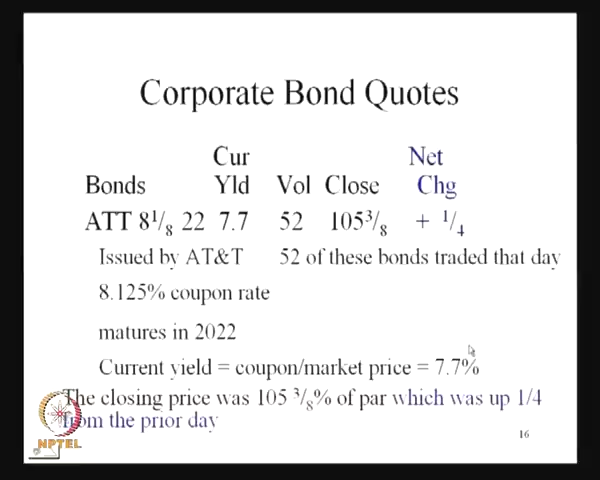 Corporate Bond Quotes
Cur Net
Bonds Yld Vol Close Chg
ATT 8 1/8 22 7.7 52 105 3/8 + 1/4
Issued by AT&T 52 of these bonds traded that day
8.125% coupon rate
matures in 2022
Current yield = coupon/market price = 7.7%
The closing price was 105 3/8% of par which was up 1/4
from the prior day
NPTEL
16